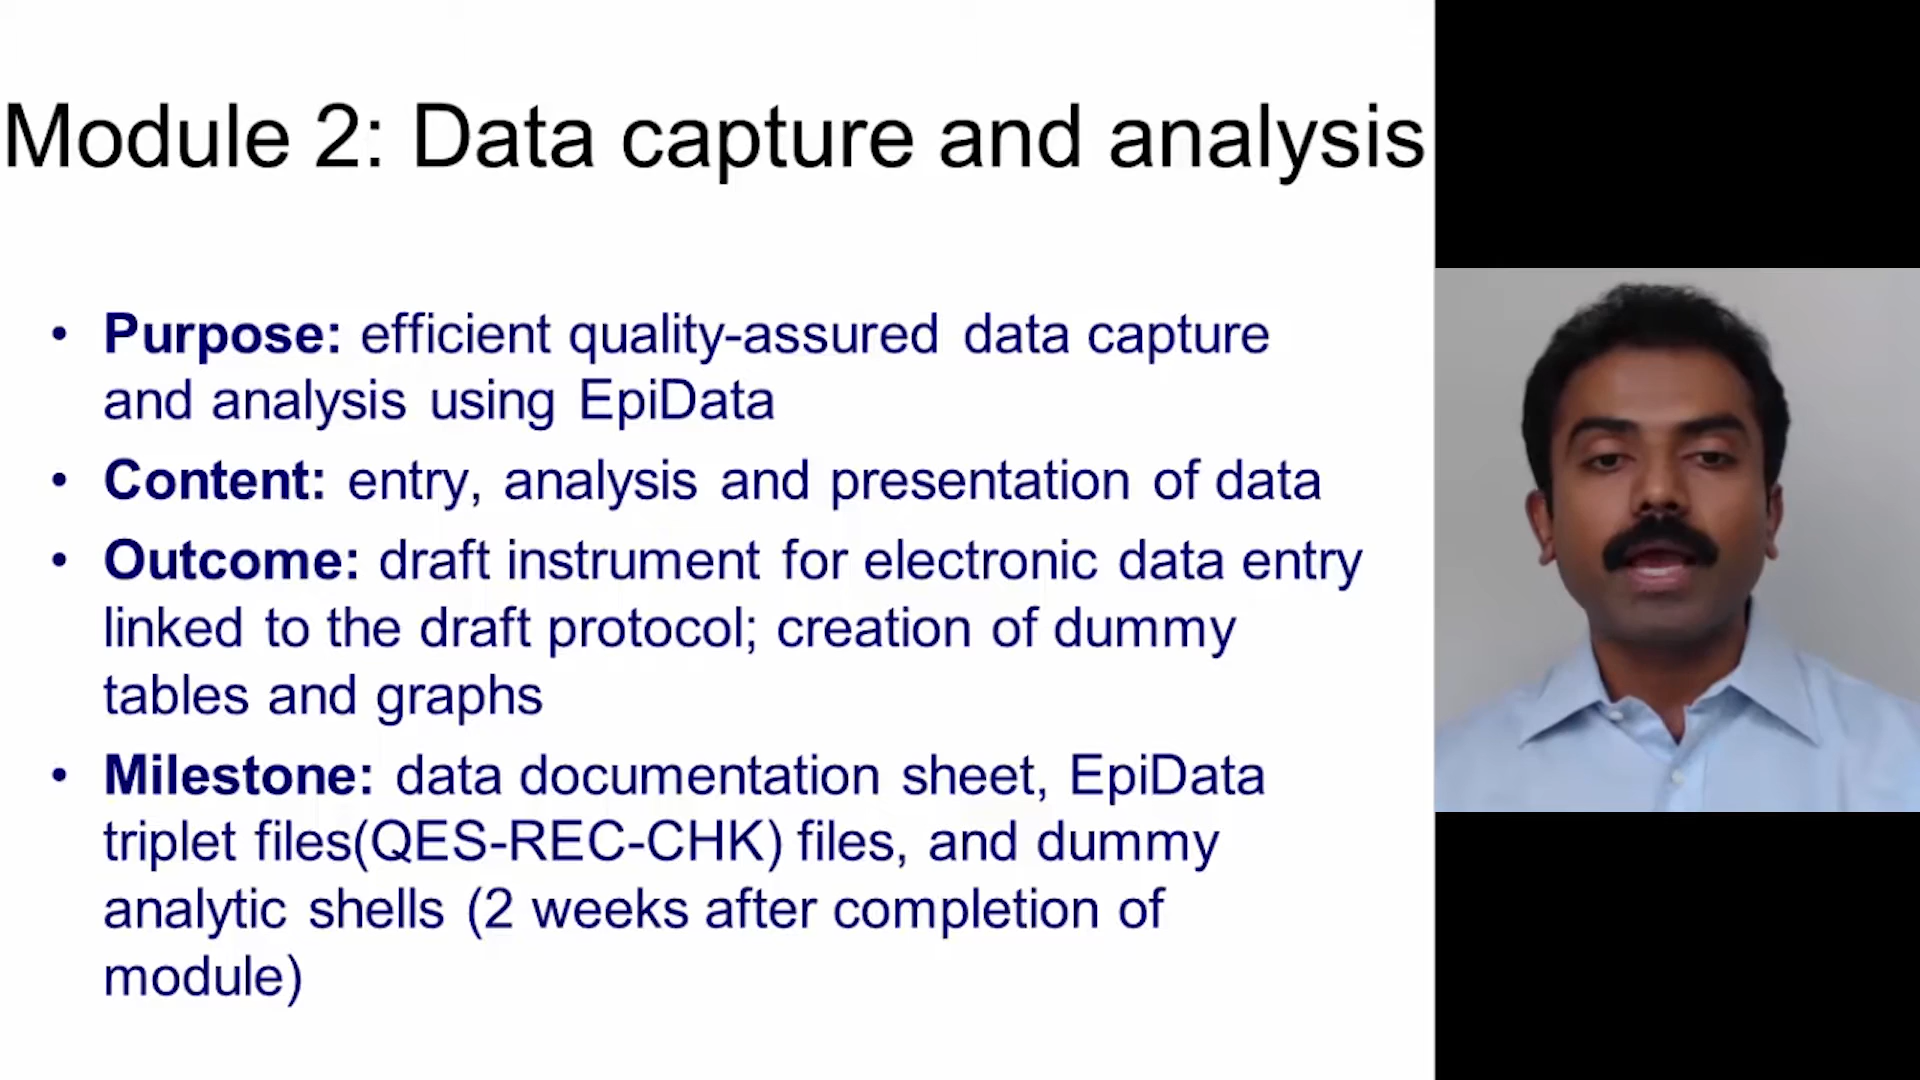 Module 2: Data capture and analysis
• Purpose: efficient quality-assured data capture
and analysis using EpiData
• Content: entry, analysis and presentation of data
• Outcome: draft instrument for electronic data entry
linked to the draft protocol; creation of dummy
tables and graphs
• Milestone: data documentation sheet, EpiData
triplet files(QES-REC-CHK) files, and dummy
analytic shells (2 weeks after completion of
module)